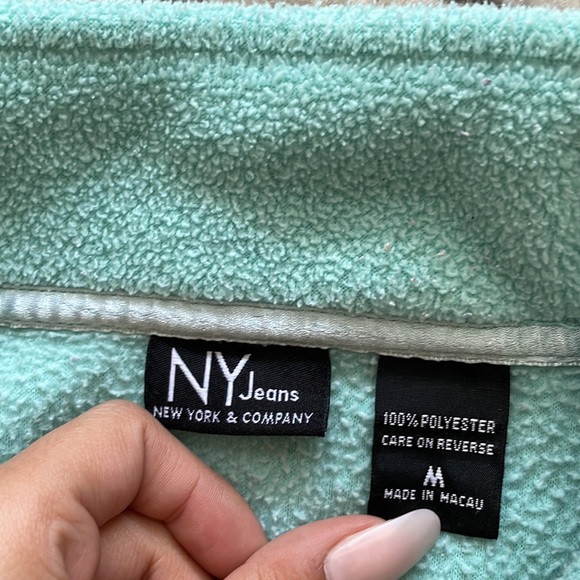 NY Jeans
NEW YORK & COMPANY
100% POLYESTER
CARE ON REVERSE
M
MADE IN MACAU